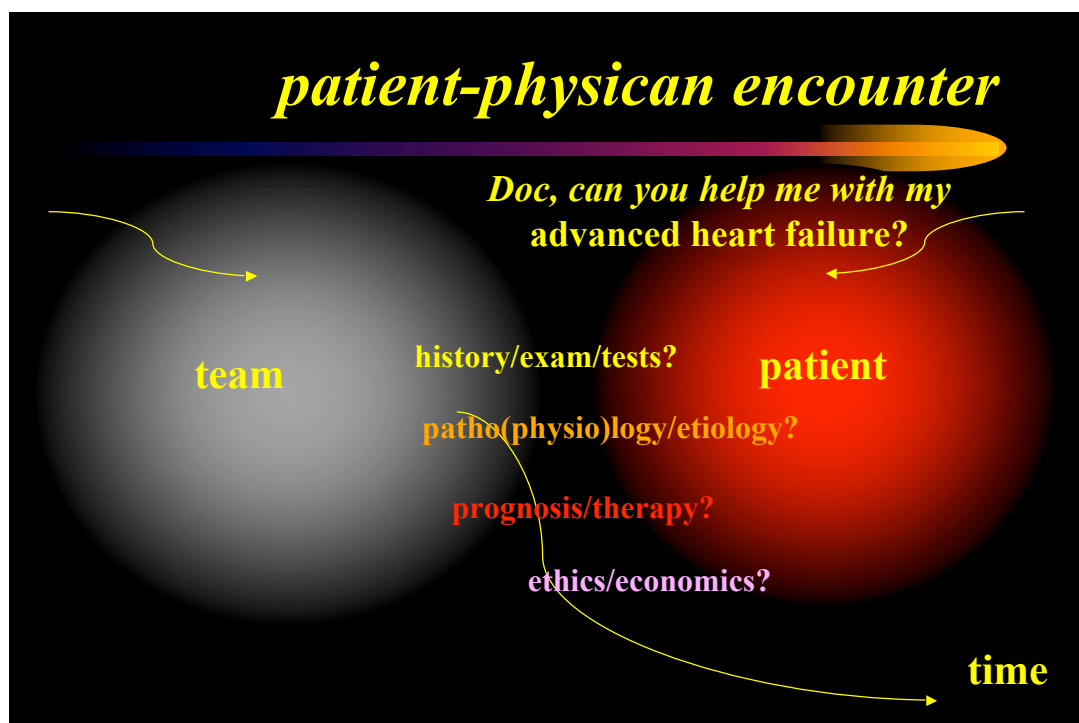 patient-physican encounter
Doc, can you help me with my
advanced heart failure?
history/exam/tests?
team
patient
patho(physio)logy/etiology?
prognosis/therapy?
ethics/economics?
time